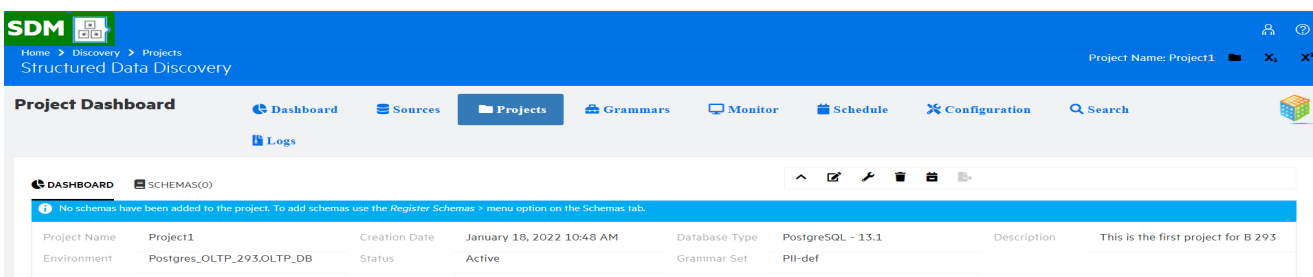 SDM
Home > Discovery > Projects
Structured Data Discovery
Project Name: Project1
Project Dashboard
Dashboard Sources Projects Grammars Monitor Schedule Configuration Search
Logs
DASHBOARD SCHEMAS(0)
No schemas have been added to the project. To add schemas use the Register Schemas > menu option on the Schemas tab.
Project Name Project1 Creation Date January 18, 2022 10:48 AM Database Type PostgreSQL - 13.1 Description This is the first project for B 293
Environment Postgres_OLTP_293.OLTP_DB Status Active Grammar Set PII-def